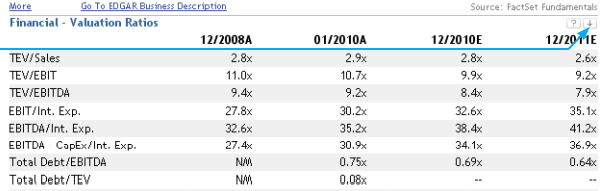 More Go To EDGAR Business Description Source: FactSet Fundamentals
Financial - Valuation Ratios ? ↓
12/2008A 01/2010A 12/2010E 12/2011E
TEV/Sales 2.8x 2.9x 2.8x 2.6x
TEV/EBIT 11.0x 10.7x 9.9x 9.2x
TEV/EBITDA 9.4x 9.2x 8.4x 7.9x
EBIT/Int. Exp. 27.8x 30.2x 32.6x 35.1x
EBITDA/Int. Exp. 32.6x 35.2x 38.4x 41.2x
EBITDA - CapEx/Int. Exp. 27.4x 30.9x 34.1x 36.9x
Total Debt/EBITDA NM 0.75x 0.69x 0.64x
Total Debt/TEV NM 0.08x -- --